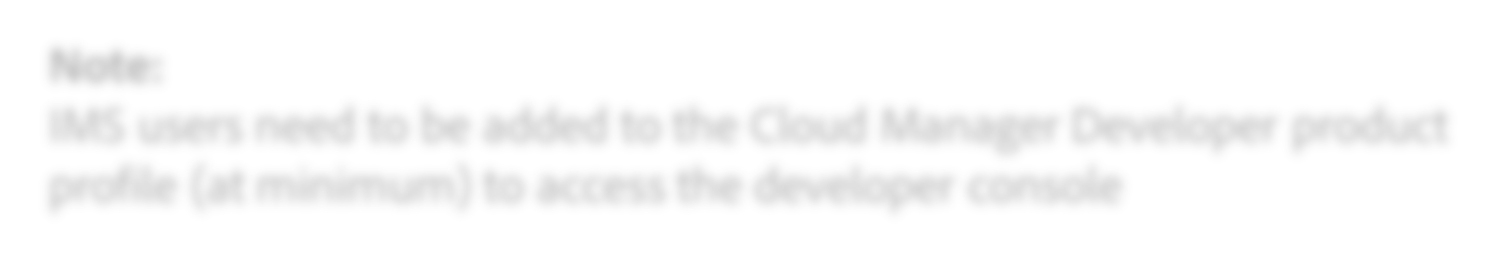 Note:
IMS users need to be added to the Cloud Manager Developer product
profile (at minimum) to access the developer console